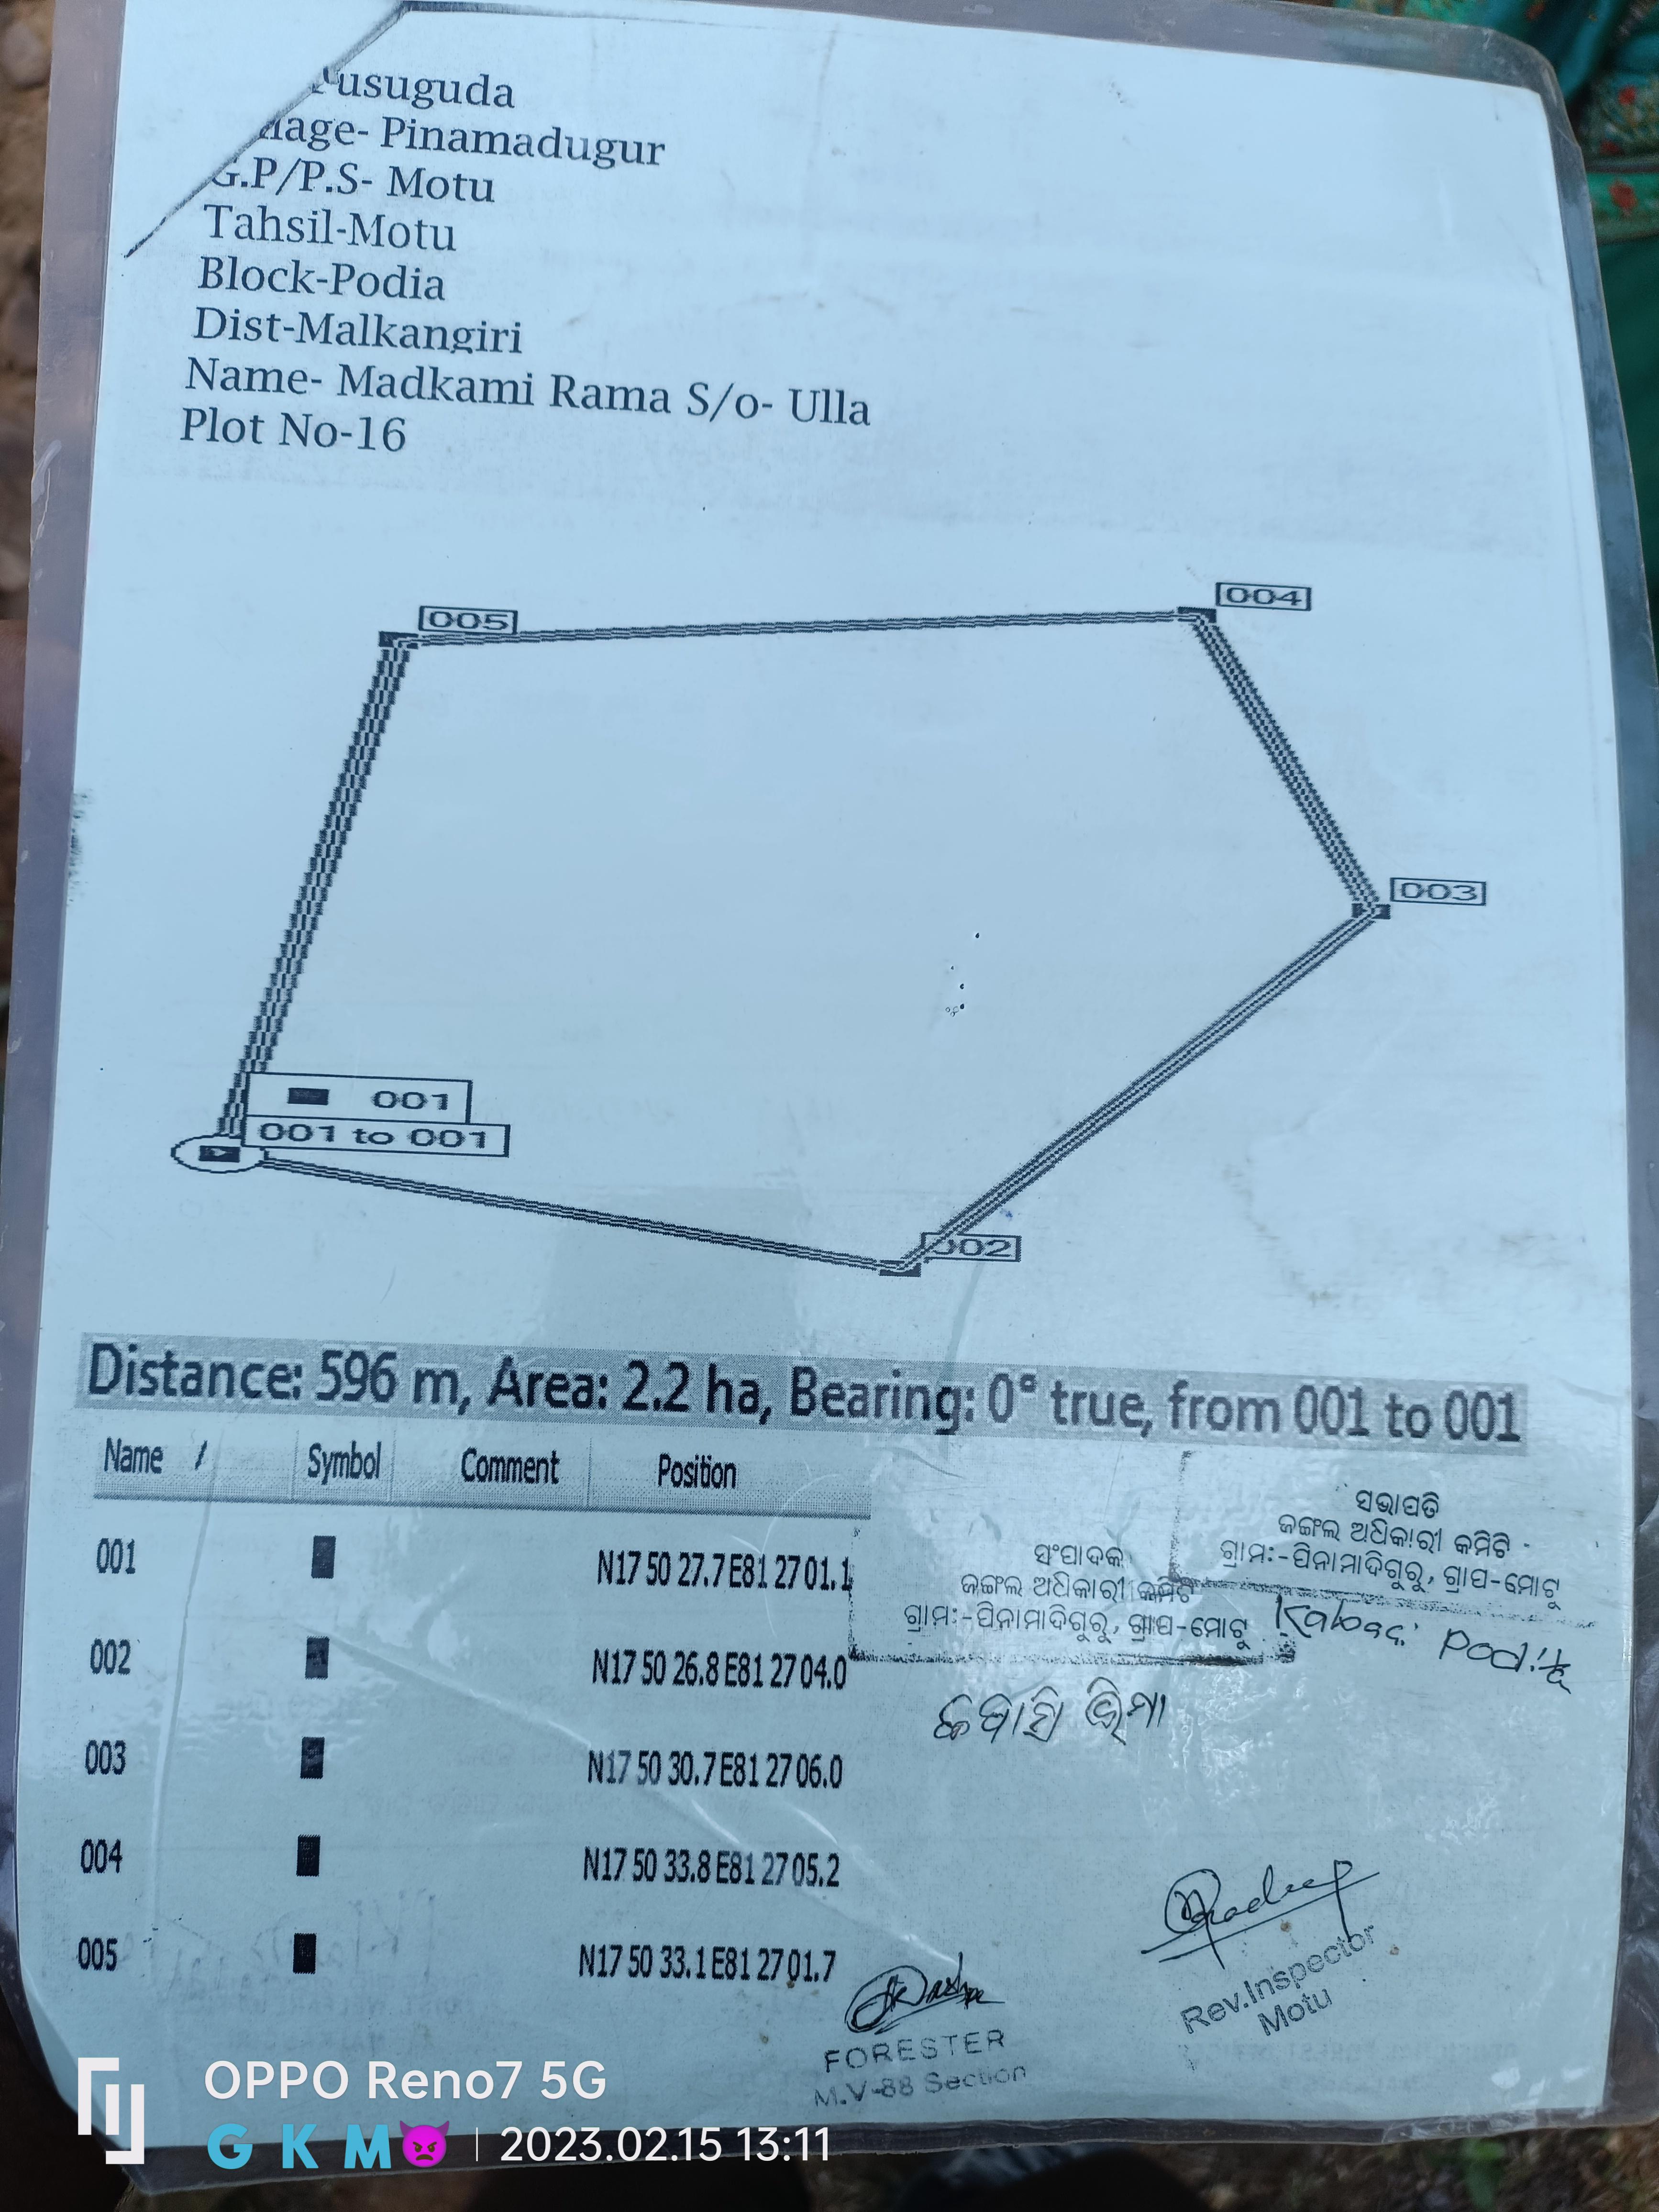 Pusuguda
Village- Pinamadugur
G.P/P.S- Motu
Tahsil-Motu
Block-Podia
Dist-Malkangiri
Name- Madkami Rama S/o- Ulla
Plot No-16
005
004
003
001
001 to 001
002
Distance: 596 m, Area: 2.2 ha, Bearing: 0° true, from 001 to 001
Name / Symbol Comment Position
001 N17 50 27.7 E81 27 01.1
002 N17 50 26.8 E81 27 04.0
003 N17 50 30.7 E81 27 06.0
004 N17 50 33.8 E81 27 05.2
005 N17 50 33.1 E81 27 01.7
ସଭାପତି
ଜଙ୍ଗଲ ଅଧିକାରୀ କମିଟି
ଗ୍ରାମ:-ପିନାମାଦିଗୁରୁ, ଗ୍ରାପ-ମୋଟୁ
ସଂପାଦକ
ଜଙ୍ଗଲ ଅଧିକାରୀ କମିଟି
ଗ୍ରାମ:-ପିନାମାଦିଗୁରୁ, ଗ୍ରାପ-ମୋଟୁ
Pradeep
Rev.Inspector
Motu
FORESTER
M.V-88 Section
OPPO Reno7 5G
G K M👿 | 2023.02.15 13:11